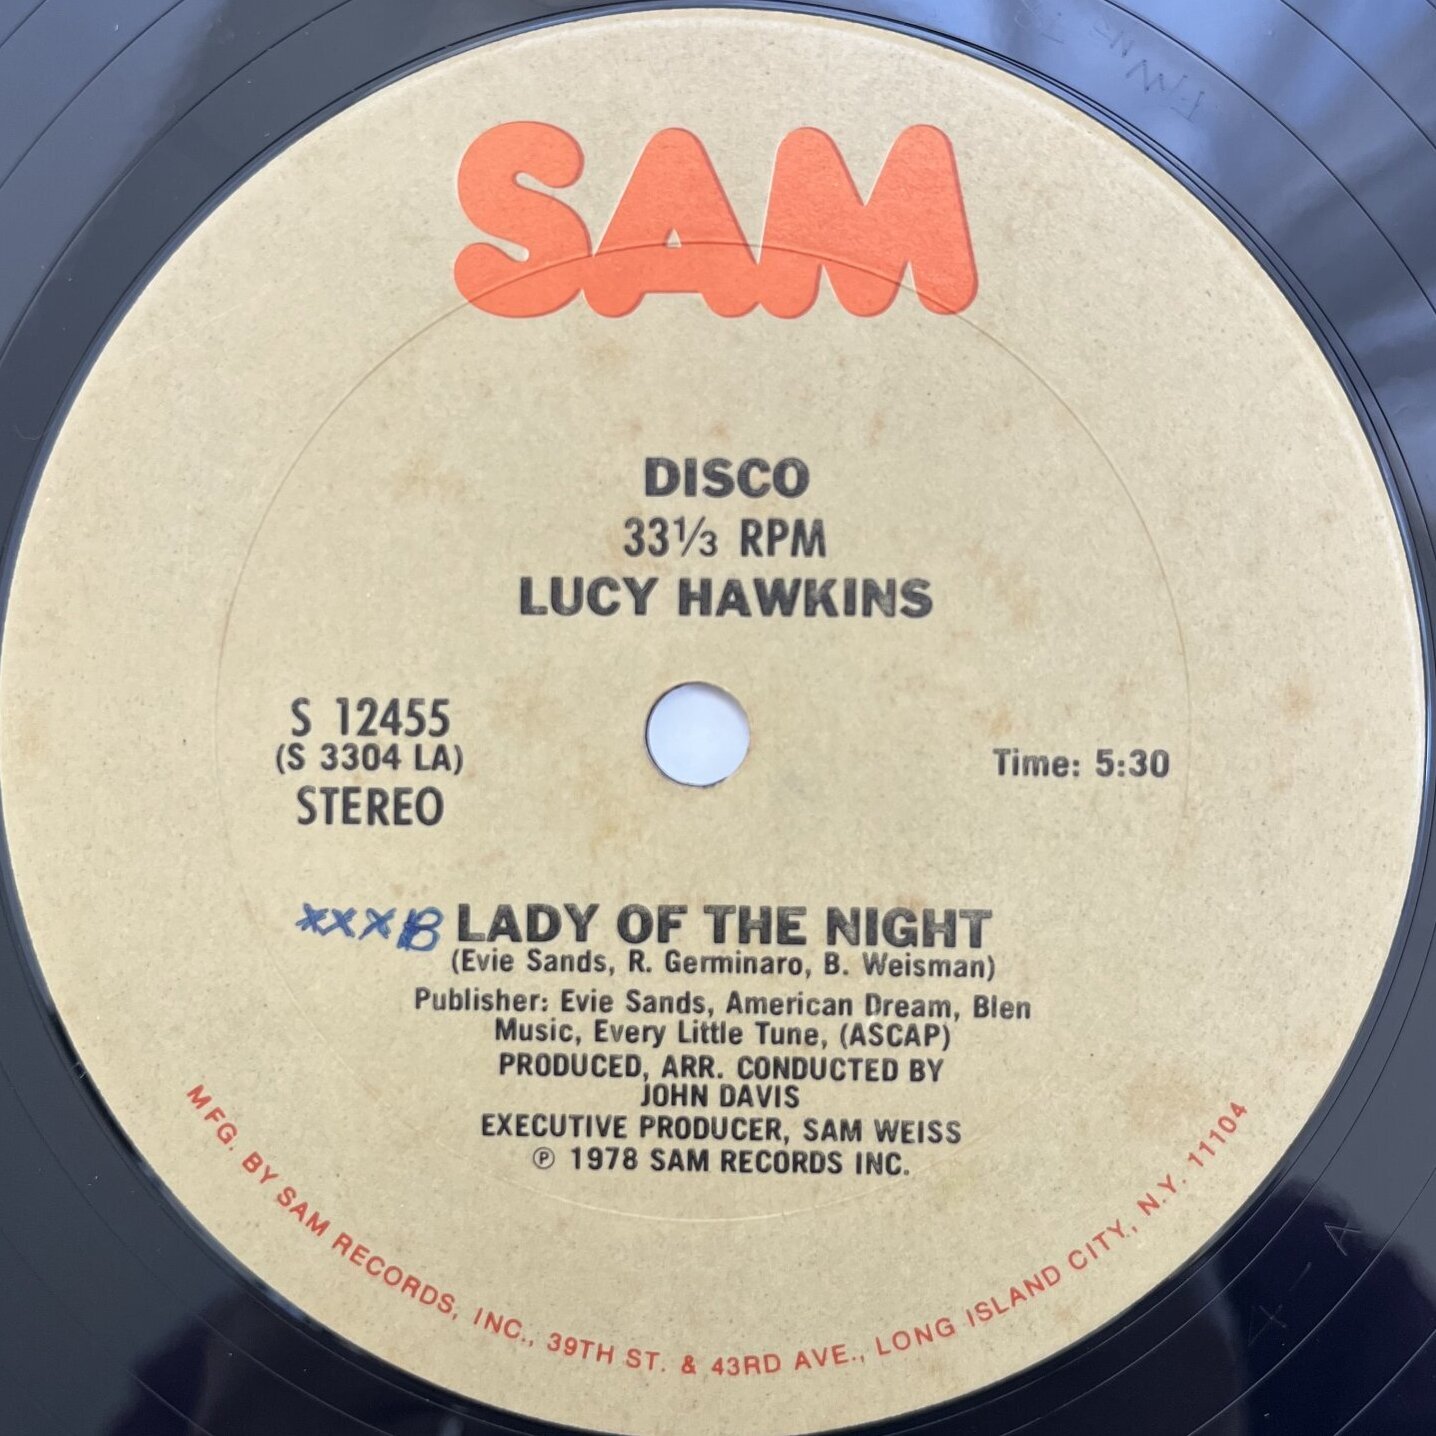 SAM
DISCO
33⅓ RPM
LUCY HAWKINS
S 12455
(S 3304 LA)
STEREO
Time: 5:30
xxxB LADY OF THE NIGHT
(Evie Sands, R. Germinaro, B. Weisman)
Publisher: Evie Sands, American Dream, Blen
Music, Every Little Tune, (ASCAP)
PRODUCED, ARR. CONDUCTED BY
JOHN DAVIS
EXECUTIVE PRODUCER, SAM WEISS
℗ 1978 SAM RECORDS INC.
MFG. BY SAM RECORDS, INC., 39TH ST. & 43RD AVE., LONG ISLAND CITY, N.Y. 11104